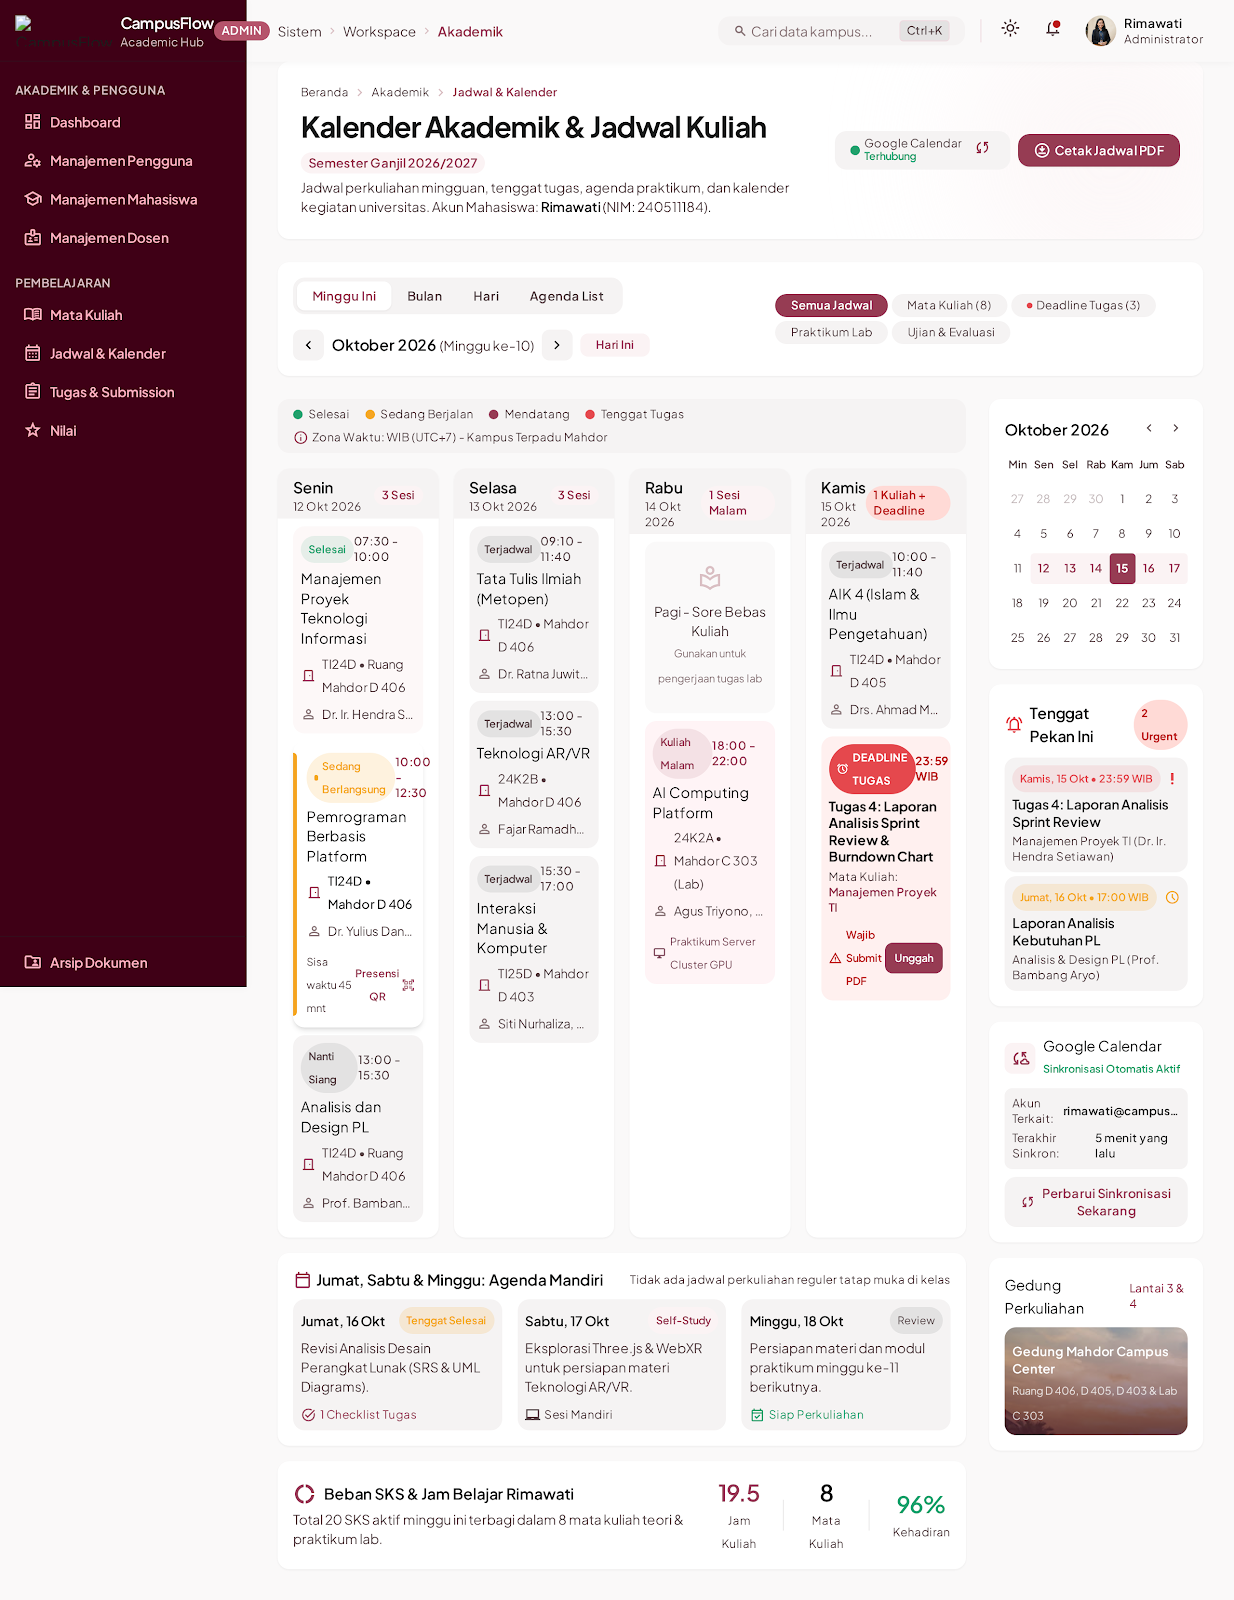 CampusFlow
Academic Hub
ADMIN
AKADEMIK & PENGGUNA
Dashboard
Manajemen Pengguna
Manajemen Mahasiswa
Manajemen Dosen
PEMBELAJARAN
Mata Kuliah
Jadwal & Kalender
Tugas & Submission
Nilai
Arsip Dokumen
Sistem
Workspace
Akademik
Cari data kampus...
Ctrl+K
Rimawati
Administrator
Beranda
Akademik
Jadwal & Kalender
Kalender Akademik & Jadwal Kuliah
Semester Ganjil 2026/2027
Jadwal perkuliahan mingguan, tenggat tugas, agenda praktikum, dan kalender
kegiatan universitas. Akun Mahasiswa: Rimawati (NIM: 240511184).
Google Calendar
Terhubung
Cetak Jadwal PDF
Minggu Ini
Bulan
Hari
Agenda List
Oktober 2026 (Minggu ke-10)
Hari Ini
Semua Jadwal
Mata Kuliah (8)
Deadline Tugas (3)
Praktikum Lab
Ujian & Evaluasi
Selesai
Sedang Berjalan
Mendatang
Tenggat Tugas
Zona Waktu: WIB (UTC+7) - Kampus Terpadu Mahdor
Senin
12 Okt 2026
3 Sesi
Selesai
07:30 -
10:00
Manajemen
Proyek
Teknologi
Informasi
TI24D • Ruang
Mahdor D 406
Dr. Ir. Hendra S...
Sedang
Berlangsung
10:00
-
12:30
Pemrograman
Berbasis
Platform
TI24D •
Mahdor D 406
Dr. Yulius Dan...
Sisa
waktu 45
mnt
Presensi
QR
Nanti
Siang
13:00 -
15:30
Analisis dan
Design PL
TI24D • Ruang
Mahdor D 406
Prof. Bamban...
Selasa
13 Okt 2026
3 Sesi
Terjadwal
09:10 -
11:40
Tata Tulis Ilmiah
(Metopen)
TI24D • Mahdor
D 406
Dr. Ratna Juwit...
Terjadwal
13:00 -
15:30
Teknologi AR/VR
24K2B •
Mahdor D 406
Fajar Ramadh...
Terjadwal
15:30 -
17:00
Interaksi
Manusia &
Komputer
TI25D • Mahdor
D 403
Siti Nurhaliza, ...
Rabu
14 Okt
2026
1 Sesi
Malam
Pagi - Sore Bebas
Kuliah
Gunakan untuk
pengerjaan tugas lab
Kuliah
Malam
18:00 -
22:00
AI Computing
Platform
24K2A •
Mahdor C 303
(Lab)
Agus Triyono, ...
Praktikum Server
Cluster GPU
Kamis
15 Okt
2026
1 Kuliah +
Deadline
Terjadwal
10:00 -
11:40
AIK 4 (Islam &
Ilmu
Pengetahuan)
TI24D • Mahdor
D 405
Drs. Ahmad M...
DEADLINE
TUGAS
23:59
WIB
Tugas 4: Laporan
Analisis Sprint
Review &
Burndown Chart
Mata Kuliah:
Manajemen Proyek
TI
Wajib
Submit
PDF
Unggah
Jumat, Sabtu & Minggu: Agenda Mandiri
Tidak ada jadwal perkuliahan reguler tatap muka di kelas
Jumat, 16 Okt
Tenggat Selesai
Revisi Analisis Desain
Perangkat Lunak (SRS & UML
Diagrams).
1 Checklist Tugas
Sabtu, 17 Okt
Self-Study
Eksplorasi Three.js & WebXR
untuk persiapan materi
Teknologi AR/VR.
Sesi Mandiri
Minggu, 18 Okt
Review
Persiapan materi dan modul
praktikum minggu ke-11
berikutnya.
Siap Perkuliahan
Beban SKS & Jam Belajar Rimawati
Total 20 SKS aktif minggu ini terbagi dalam 8 mata kuliah teori &
praktikum lab.
19.5
Jam
Kuliah
8
Mata
Kuliah
96%
Kehadiran
Oktober 2026
Min Sen Sel Rab Kam Jum Sab
27 28 29 30 1 2 3
4 5 6 7 8 9 10
11 12 13 14 15 16 17
18 19 20 21 22 23 24
25 26 27 28 29 30 31
Tenggat
Pekan Ini
2
Urgent
Kamis, 15 Okt • 23:59 WIB
Tugas 4: Laporan Analisis
Sprint Review
Manajemen Proyek TI (Dr. Ir.
Hendra Setiawan)
Jumat, 16 Okt • 17:00 WIB
Laporan Analisis
Kebutuhan PL
Analisis & Design PL (Prof.
Bambang Aryo)
Google Calendar
Sinkronisasi Otomatis Aktif
Akun
Terkait:
rimawati@campus...
Terakhir
Sinkron:
5 menit yang
lalu
Perbarui Sinkronisasi
Sekarang
Gedung
Perkuliahan
Lantai 3 &
4
Gedung Mahdor Campus
Center
Ruang D 406, D 405, D 403 & Lab
C 303